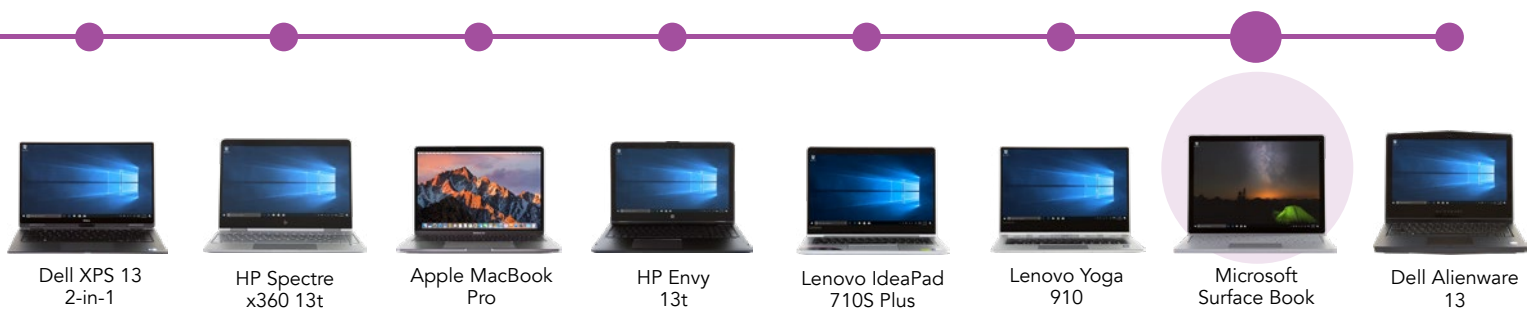 Dell XPS 13
2-in-1
HP Spectre
x360 13t
Apple MacBook
Pro
HP Envy
13t
Lenovo IdeaPad
710S Plus
Lenovo Yoga
910
Microsoft
Surface Book
Dell Alienware
13